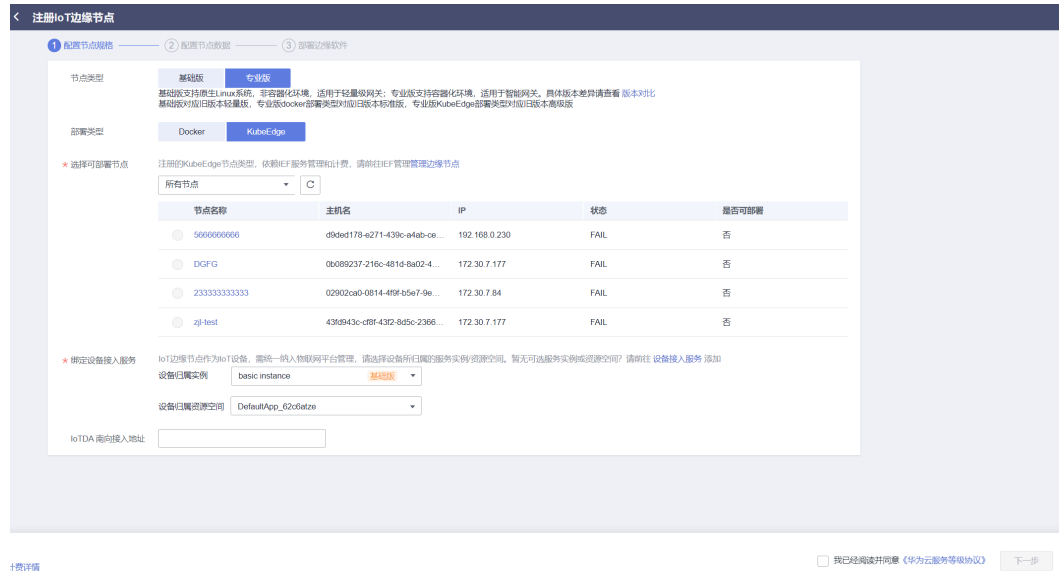 注册IoT边缘节点
1 配置节点规格 2 配置节点数据 3 部署边缘软件
节点类型 基础版 专业版
基础版支持原生Linux系统，非容器化环境，适用于轻量级网关；专业版支持容器化环境，适用于智能网关。具体版本差异请查看 版本对比
基础版对应旧版本轻量版，专业版docker部署类型对应旧版本标准版，专业版KubeEdge部署类型对应旧版本高级版
部署类型 Docker KubeEdge
* 选择可部署节点 注册的KubeEdge节点类型，依赖IEF服务管理和计费，请前往IEF管理管理边缘节点
所有节点
节点名称 主机名 IP 状态 是否可部署
5666666666 d9ded178-e271-439c-a4ab-ce... 192.168.0.230 FAIL 否
DGFG 0b089237-216c-481d-8a02-4... 172.30.7.177 FAIL 否
233333333333 02902ca0-0814-4f9f-b5e7-9e... 172.30.7.84 FAIL 否
zjl-test 43fd943c-cf8f-43f2-8d5c-2366... 172.30.7.177 FAIL 否
* 绑定设备接入服务 IoT边缘节点作为IoT设备，需统一纳入物联网平台管理，请选择设备所归属的服务实例/资源空间。暂无可选服务实例或资源空间？请前往 设备接入服务 添加
设备归属实例 basic instance 基础版
设备归属资源空间 DefaultApp_62c6atze
IoTDA 南向接入地址
我已经阅读并同意《华为云服务等级协议》 下一步
计费详情